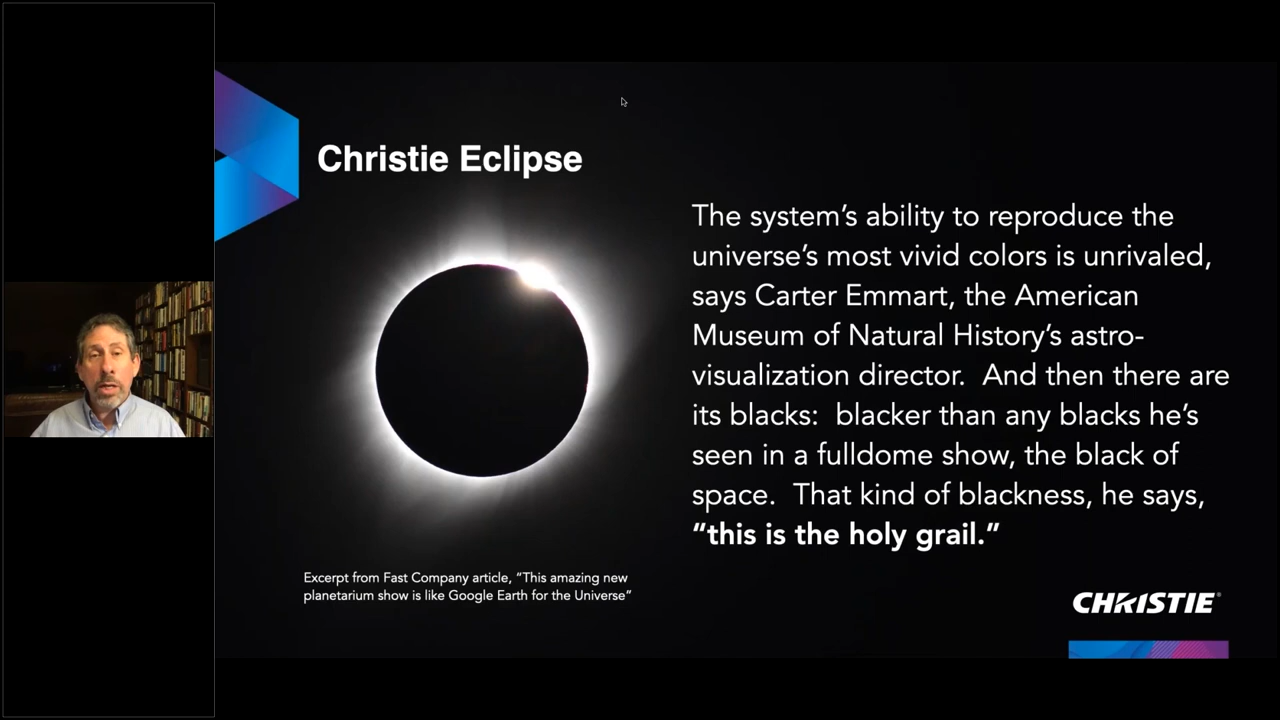 Christie Eclipse
The system’s ability to reproduce the
universe’s most vivid colors is unrivaled,
says Carter Emmart, the American
Museum of Natural History’s astro-
visualization director.  And then there are
its blacks:  blacker than any blacks he’s
seen in a fulldome show, the black of
space.  That kind of blackness, he says,
“this is the holy grail.”
Excerpt from Fast Company article, “This amazing new
planetarium show is like Google Earth for the Universe”
CHRISTIE®